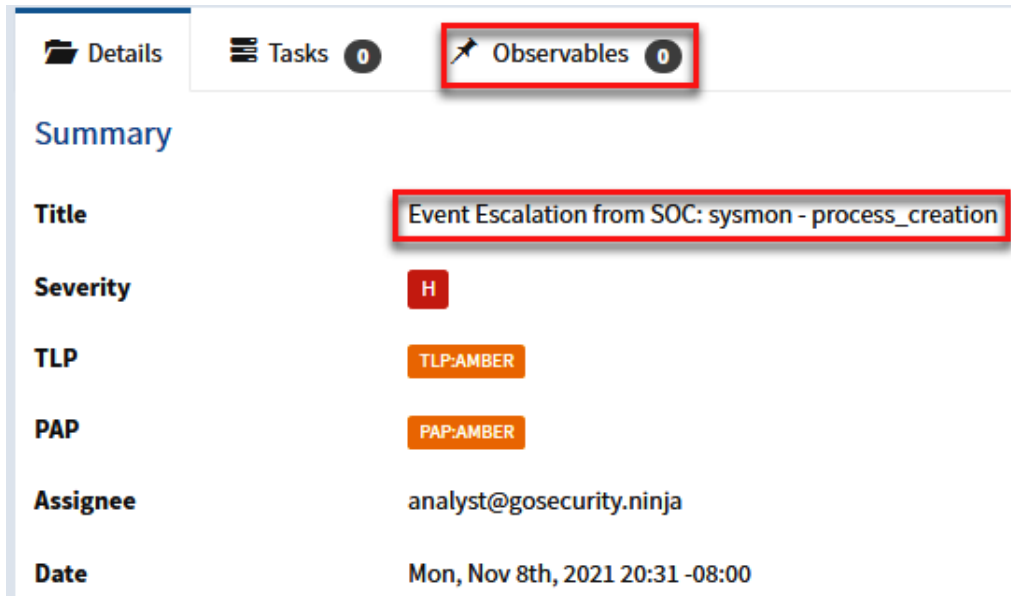 Details Tasks 0 Observables 0
Summary
Title Event Escalation from SOC: sysmon - process_creation
Severity H
TLP TLP:AMBER
PAP PAP:AMBER
Assignee analyst@gosecurity.ninja
Date Mon, Nov 8th, 2021 20:31 -08:00